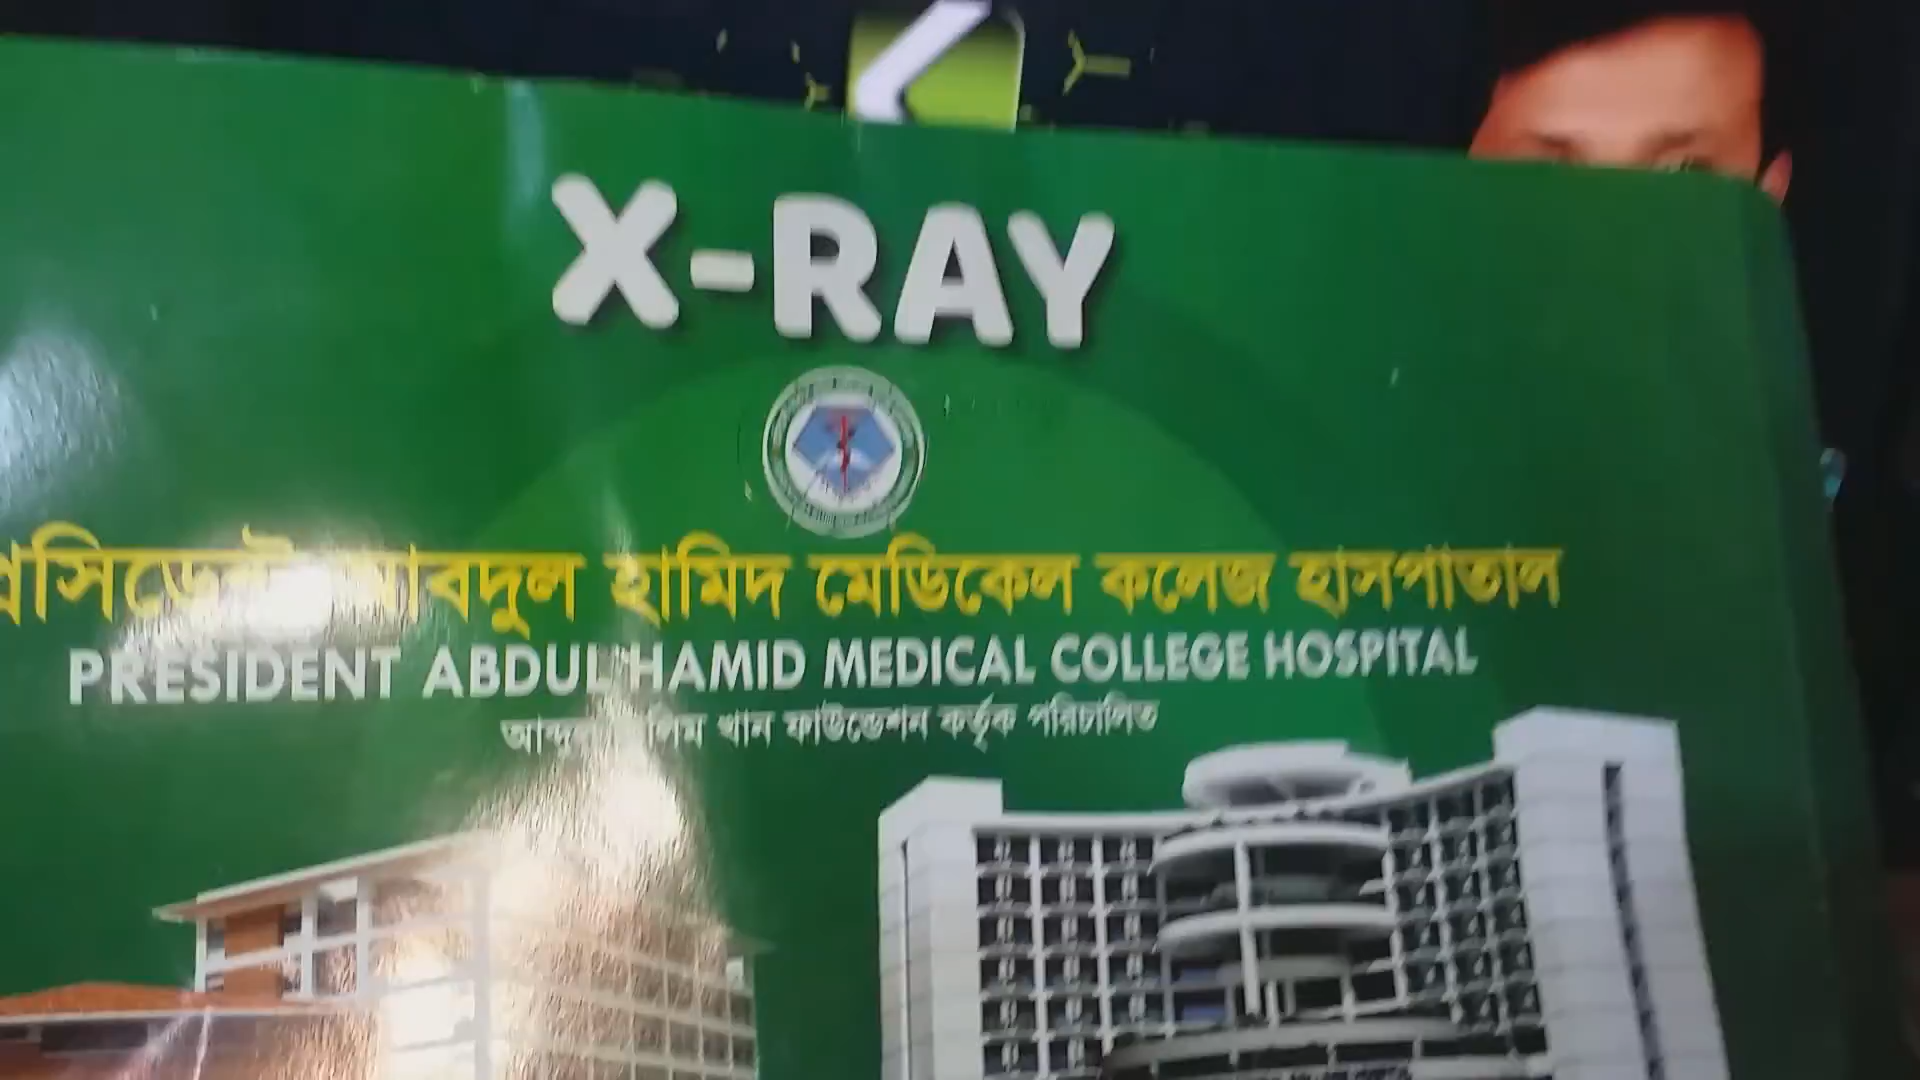 X-RAY
আবদুল হামিদ মেডিকেল কলেজ হাসপাতাল
PRESIDENT ABDUL HAMID MEDICAL COLLEGE HOSPITAL
খান ফাউন্ডেশন কর্তৃক পরিচালিত